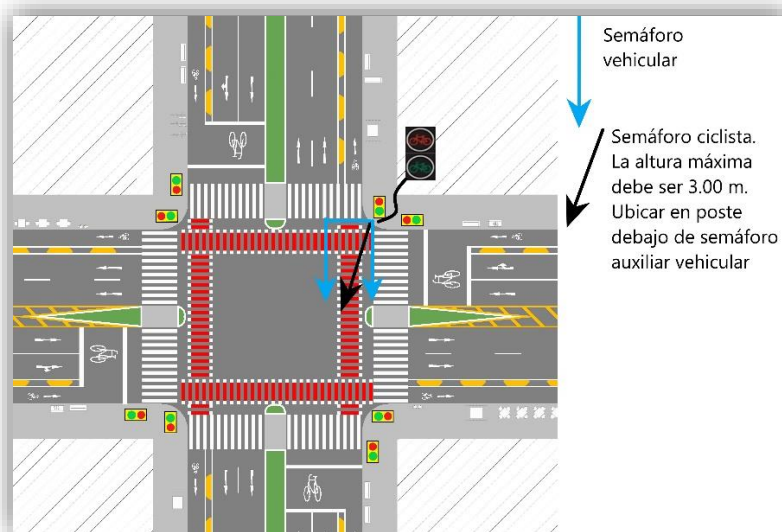 Semáforo
vehicular
Semáforo ciclista.
La altura máxima
debe ser 3.00 m.
Ubicar en poste
debajo de semáforo
auxiliar vehicular